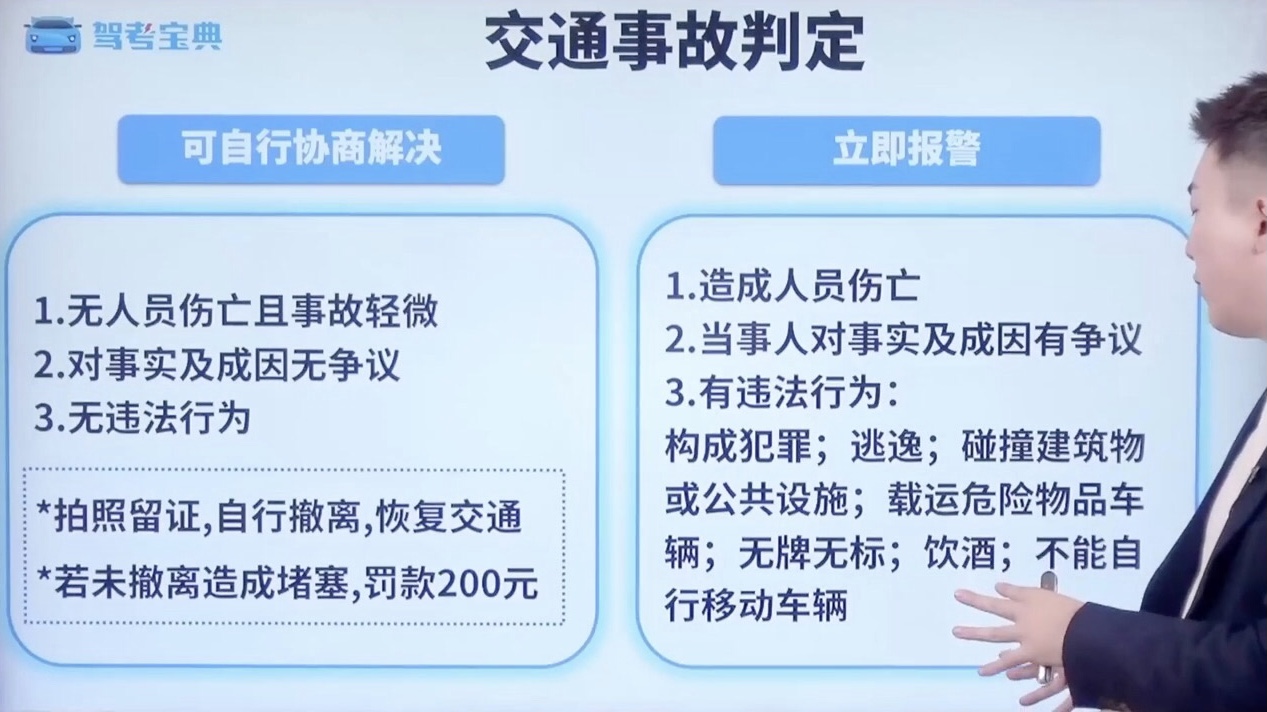 驾考宝典
交通事故判定
可自行协商解决
1.无人员伤亡且事故轻微
2.对事实及成因无争议
3.无违法行为
*拍照留证,自行撤离,恢复交通
*若未撤离造成堵塞,罚款200元
立即报警
1.造成人员伤亡
2.当事人对事实及成因有争议
3.有违法行为：
构成犯罪；逃逸；碰撞建筑物
或公共设施；载运危险物品车
辆；无牌无标；饮酒；不能自
行移动车辆